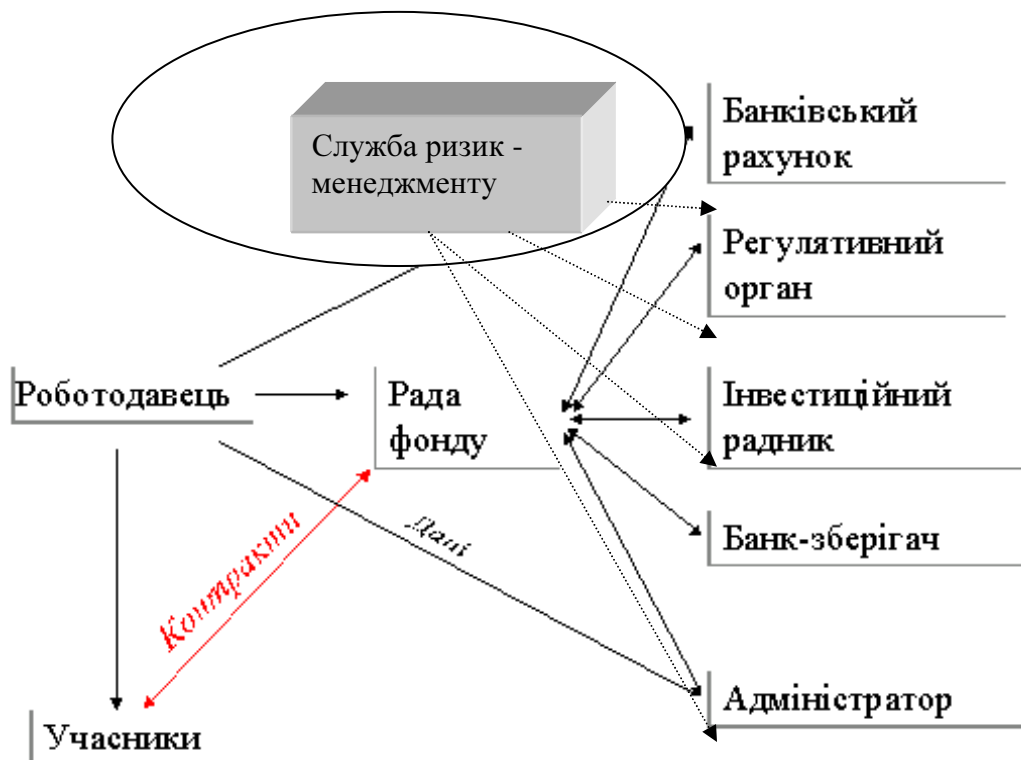 Служба ризик -
менеджменту
Банківський
рахунок
Регулятивний
орган
Роботодавець
Рада
фонду
Інвестиційний
радник
Контракти
Дані
Банк-зберігач
Адміністратор
Учасники